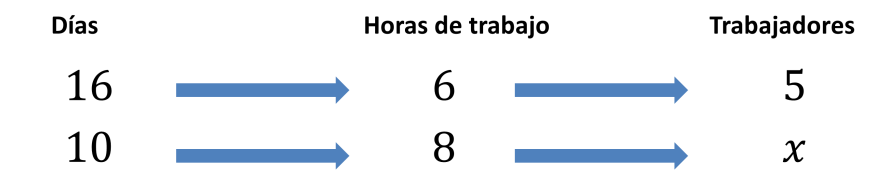 Días Horas de trabajo Trabajadores
16 6 5
10 8 x